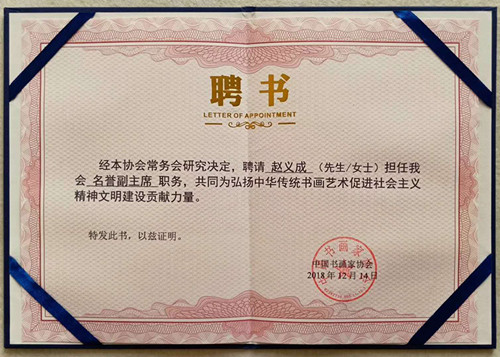 聘书
LETTER OF APPOINTMENT
经本协会常务会研究决定，聘请 赵义成 （先生/女士）担任我
会 名誉副主席 职务，共同为弘扬中华传统书画艺术促进社会主义
精神文明建设贡献力量。
特发此书，以兹证明。
中国书画家协会
2018年12月14日